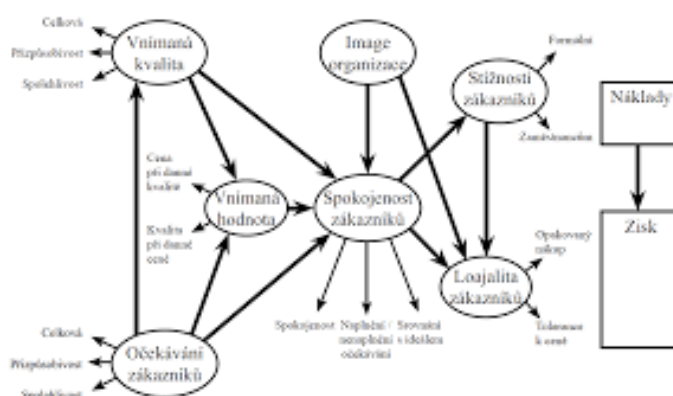 Celková
Přizpůsobivost
Spolehlivost
Vnímaná
kvalita
Image
organizace
Stížnosti
zákazníků
Formální
Zaměstnancům
Náklady
Cena
při dané
kvalitě
Kvalita
při dané
ceně
Vnímaná
hodnota
Spokojenost
zákazníků
Zisk
Opakovaný
nákup
Loajalita
zákazníků
Tolerance
k ceně
Spokojenost
Naplnění /
nenaplnění
očekávání
Srovnání
s ideálem
Celková
Přizpůsobivost
Spolehlivost
Očekávání
zákazníků